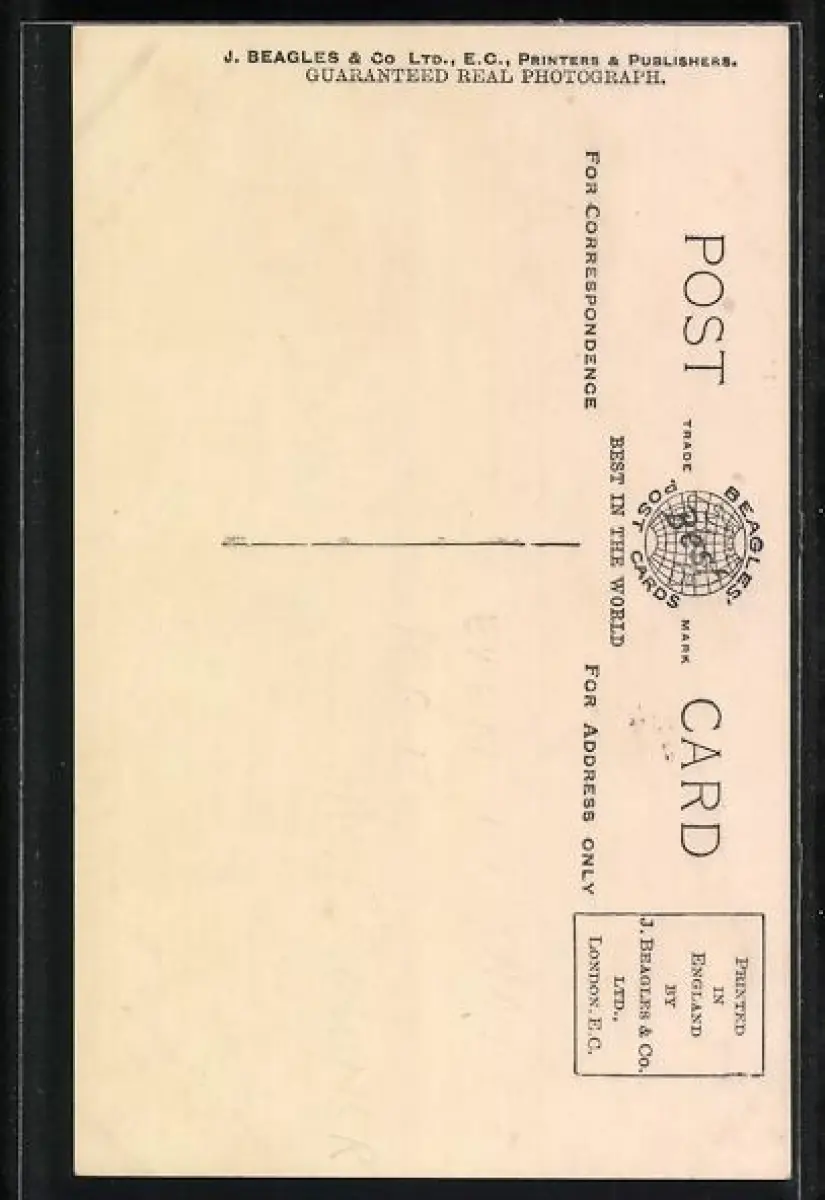 J. BEAGLES & Co LTD., E.C., PRINTERS & PUBLISHERS.
GUARANTEED REAL PHOTOGRAPH.
POST CARD
TRADE MARK
BEAGLES'
Best
POST CARDS
BEST IN THE WORLD
FOR CORRESPONDENCE
FOR ADDRESS ONLY
PRINTED
IN
ENGLAND
BY
J. BEAGLES & Co.
LTD.,
LONDON. E.C.